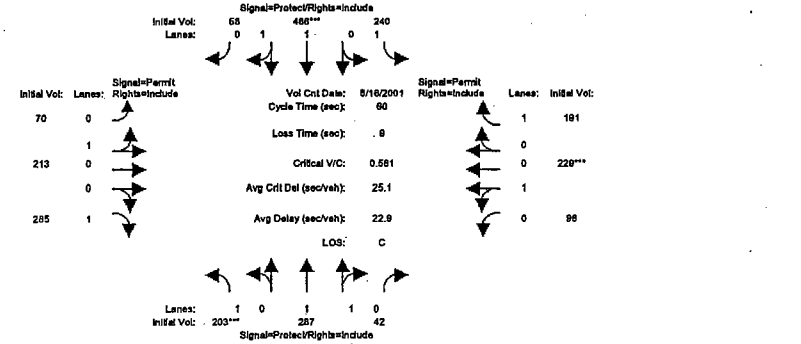 Signal=Protect/Rights=Include
Initial Vol: 68 486*** 240
Lanes: 0 1 1 0 1
Signal=Permit
Initial Vol: Lanes: Rights=Include
Vol Cnt Date: 8/16/2001
Signal=Permit
Rights=Include Lanes: Initial Vol:
Cycle Time (sec): 60
70 0
1 191
Loss Time (sec): 9
1
0
213 0
Critical V/C: 0.581
0 229***
0
Avg Crit Del (sec/veh): 25.1
1
285 1
Avg Delay (sec/veh): 22.9
0 96
LOS: C
Lanes: 1 0 1 1 0
Initial Vol: 203*** 287 42
Signal=Protect/Rights=Include